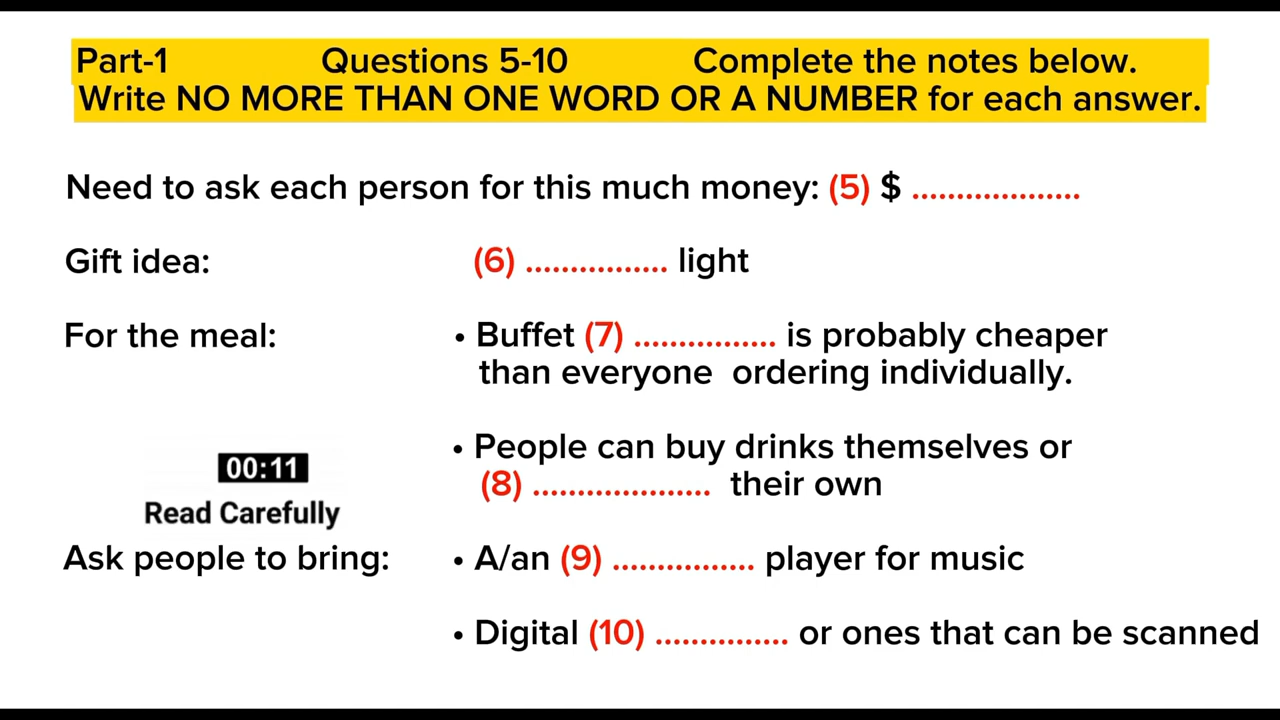 Part-1 Questions 5-10 Complete the notes below.
Write NO MORE THAN ONE WORD OR A NUMBER for each answer.
Need to ask each person for this much money: (5) $ ...................
Gift idea: (6) ................ light
For the meal: • Buffet (7) ................ is probably cheaper
than everyone ordering individually.
• People can buy drinks themselves or
(8) .................... their own
00:11
Read Carefully
Ask people to bring: • A/an (9) ................ player for music
• Digital (10) ............... or ones that can be scanned